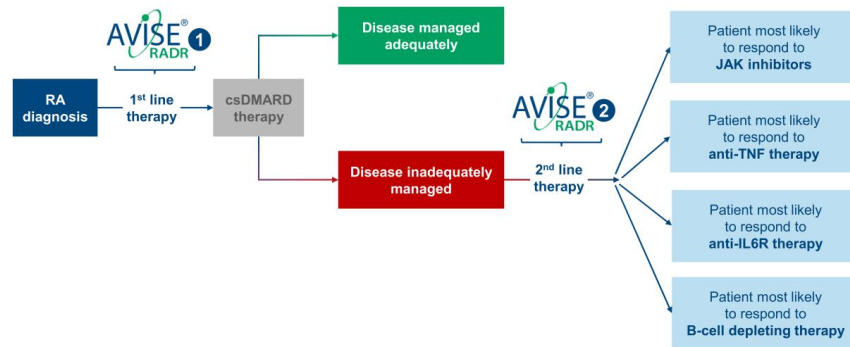 AVISE®
RADR
1
Disease managed
adequately
Patient most likely
to respond to
JAK inhibitors
RA
diagnosis
1st line
therapy
csDMARD
therapy
AVISE®
RADR
2
Patient most likely
to respond to
anti-TNF therapy
Disease inadequately
managed
2nd line
therapy
Patient most likely
to respond to
anti-IL6R therapy
Patient most likely
to respond to
B-cell depleting therapy